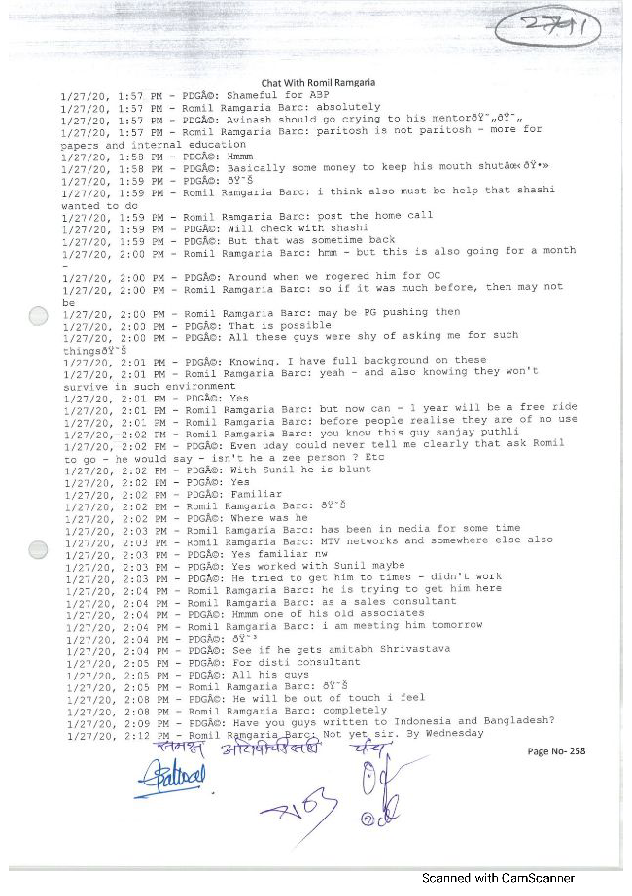 2791
Chat With Romil Ramgaria
1/27/20, 1:57 PM - PDGÂ©: Shameful for ABP
1/27/20, 1:57 PM - Romil Ramgaria Barc: absolutely
1/27/20, 1:57 PM - PDGÂ©: Avinash should go crying to his mentorðŸ˜„ðŸ˜„
1/27/20, 1:57 PM - Romil Ramgaria Barc: paritosh is not paritosh - more for
papers and internal education
1/27/20, 1:58 PM - PDGÂ©: Hmmm
1/27/20, 1:58 PM - PDGÂ©: Basically some money to keep his mouth shut
1/27/20, 1:59 PM - PDGÂ©: ðŸ˜Š
1/27/20, 1:59 PM - Romil Ramgaria Barc: i think also must be help that shashi
wanted to do
1/27/20, 1:59 PM - Romil Ramgaria Barc: post the home call
1/27/20, 1:59 PM - PDGÂ©: Will check with shashi
1/27/20, 1:59 PM - PDGÂ©: But that was sometime back
1/27/20, 2:00 PM - Romil Ramgaria Barc: hmm - but this is also going for a month
-
1/27/20, 2:00 PM - PDGÂ©: Around when we rogered him for OC
1/27/20, 2:00 PM - Romil Ramgaria Barc: so if it was much before, then may not
be
1/27/20, 2:00 PM - Romil Ramgaria Barc: may be PG pushing then
1/27/20, 2:00 PM - PDGÂ©: That is possible
1/27/20, 2:00 PM - PDGÂ©: All these guys were shy of asking me for such
thingsðŸ˜Š
1/27/20, 2:01 PM - PDGÂ©: Knowing. I have full background on these
1/27/20, 2:01 PM - Romil Ramgaria Barc: yeah - and also knowing they won't
survive in such environment
1/27/20, 2:01 PM - PDGÂ©: Yes
1/27/20, 2:01 PM - Romil Ramgaria Barc: but now can - 1 year will be a free ride
1/27/20, 2:01 PM - Romil Ramgaria Barc: before people realise they are of no use
1/27/20, 2:02 PM - Romil Ramgaria Barc: you know this guy sanjay puthli
1/27/20, 2:02 PM - PDGÂ©: Even uday could never tell me clearly that ask Romil
to go - he would say - isn't he a zee person ? Etc
1/27/20, 2:02 PM - PDGÂ©: With Sunil he is blunt
1/27/20, 2:02 PM - PDGÂ©: Yes
1/27/20, 2:02 PM - PDGÂ©: Familiar
1/27/20, 2:02 PM - Romil Ramgaria Barc: ðŸ˜Š
1/27/20, 2:02 PM - PDGÂ©: Where was he
1/27/20, 2:03 PM - Romil Ramgaria Barc: has been in media for some time
1/27/20, 2:03 PM - Romil Ramgaria Barc: MTV networks and somewhere else also
1/27/20, 2:03 PM - PDGÂ©: Yes familiar nw
1/27/20, 2:03 PM - PDGÂ©: Yes worked with Sunil maybe
1/27/20, 2:03 PM - PDGÂ©: He tried to get him to times - didn't work
1/27/20, 2:04 PM - Romil Ramgaria Barc: he is trying to get him here
1/27/20, 2:04 PM - Romil Ramgaria Barc: as a sales consultant
1/27/20, 2:04 PM - PDGÂ©: Hmmm one of his old associates
1/27/20, 2:04 PM - Romil Ramgaria Barc: i am meeting him tomorrow
1/27/20, 2:04 PM - PDGÂ©: ðŸ˜³
1/27/20, 2:04 PM - PDGÂ©: See if he gets amitabh Shrivastava
1/27/20, 2:05 PM - PDGÂ©: For disti consultant
1/27/20, 2:05 PM - PDGÂ©: All his guys
1/27/20, 2:05 PM - Romil Ramgaria Barc: ðŸ˜Š
1/27/20, 2:08 PM - PDGÂ©: He will be out of touch i feel
1/27/20, 2:08 PM - Romil Ramgaria Barc: completely
1/27/20, 2:09 PM - PDGÂ©: Have you guys written to Indonesia and Bangladesh?
1/27/20, 2:12 PM - Romil Ramgaria Barc: Not yet sir. By Wednesday
समक्ष पंच
Page No- 258
Scanned with CamScanner